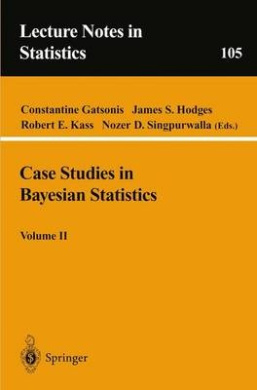 Lecture Notes in
Statistics
105
Constantine Gatsonis James S. Hodges
Robert E. Kass Nozer D. Singpurwalla (Eds.)
Case Studies in
Bayesian Statistics
Volume II
Springer